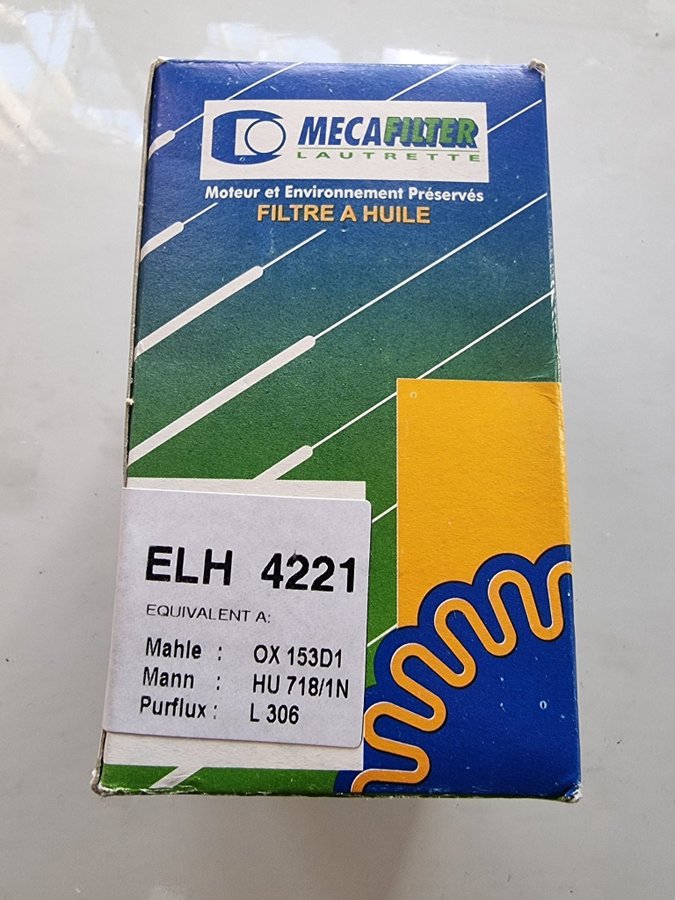 MECAFILTER
LAUTRETTE
Moteur et Environnement Préservés
FILTRE A HUILE
ELH 4221
EQUIVALENT A:
Mahle : OX 153D1
Mann : HU 718/1N
Purflux : L 306